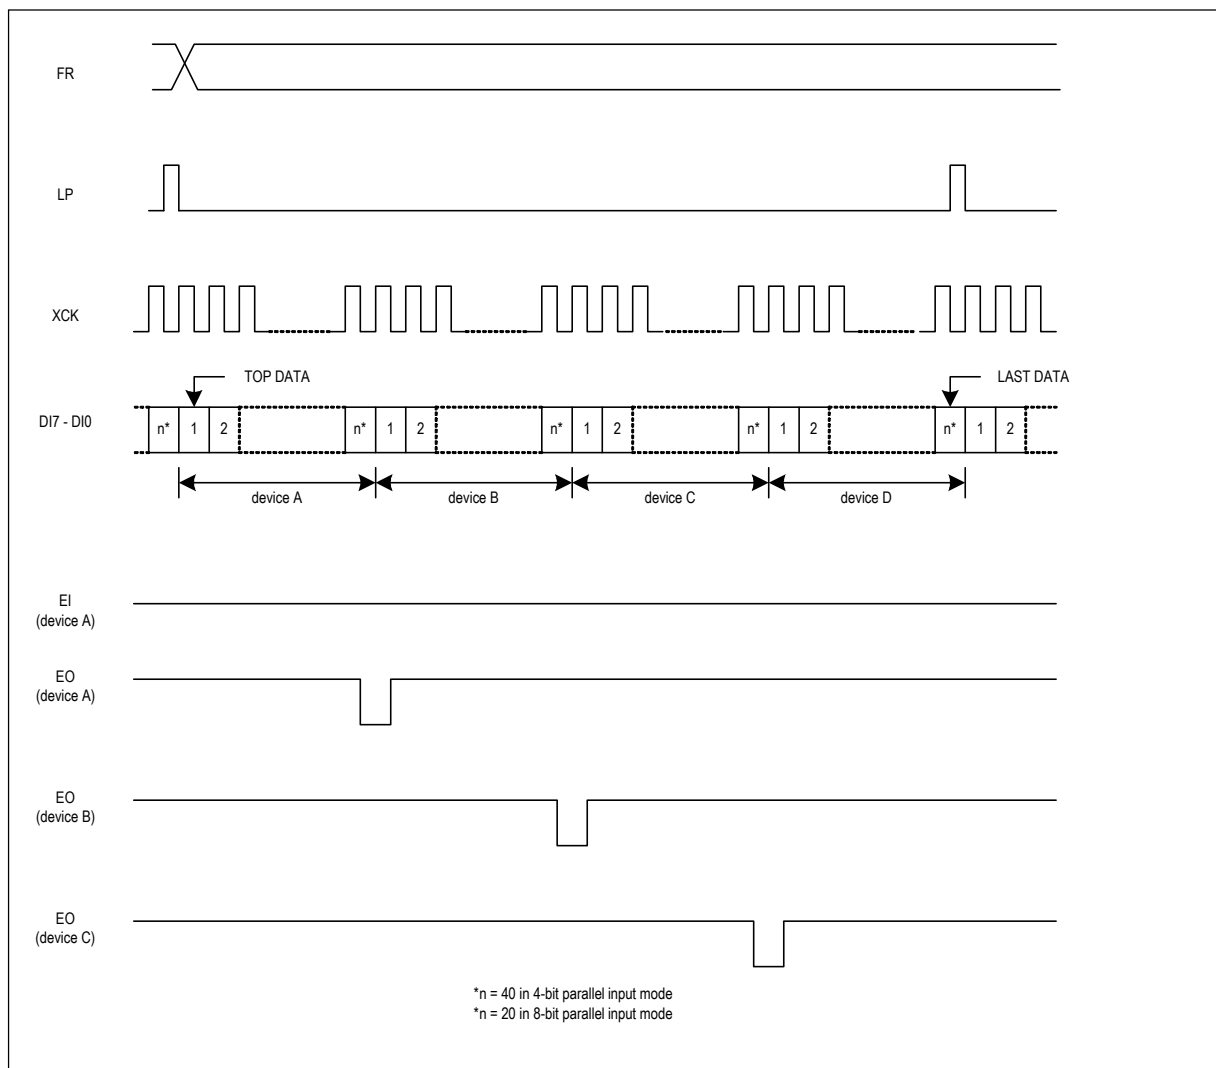 FR
LP
XCK
TOP DATA
LAST DATA
DI7 - DI0
n* 1 2 n* 1 2 n* 1 2 n* 1 2 n* 1 2
device A device B device C device D
EI
(device A)
EO
(device A)
EO
(device B)
EO
(device C)
*n = 40 in 4-bit parallel input mode
*n = 20 in 8-bit parallel input mode